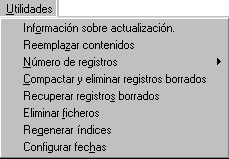 Utilidades
Información sobre actualización.
Reemplazar contenidos
Número de registros
Compactar y eliminar registros borrados
Recuperar registros borrados
Eliminar ficheros
Regenerar índices
Configurar fechas